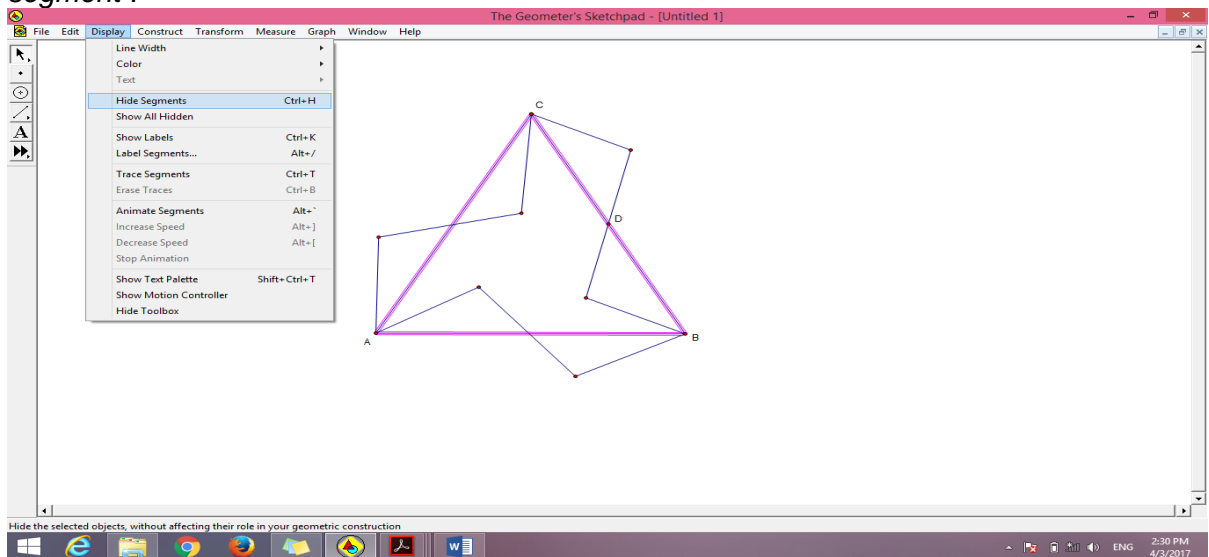 segment".
The Geometer's Sketchpad - [Untitled 1]
File Edit Display Construct Transform Measure Graph Window Help
Line Width
Color
Text
Hide Segments Ctrl+H
Show All Hidden
Show Labels Ctrl+K
Label Segments... Alt+/
Trace Segments Ctrl+T
Erase Traces Ctrl+B
Animate Segments Alt+`
Increase Speed Alt+]
Decrease Speed Alt+[
Stop Animation
Show Text Palette Shift+Ctrl+T
Show Motion Controller
Hide Toolbox
A
C
D
A
B
Hide the selected objects, without affecting their role in your geometric construction
ENG
2:30 PM
4/3/2017